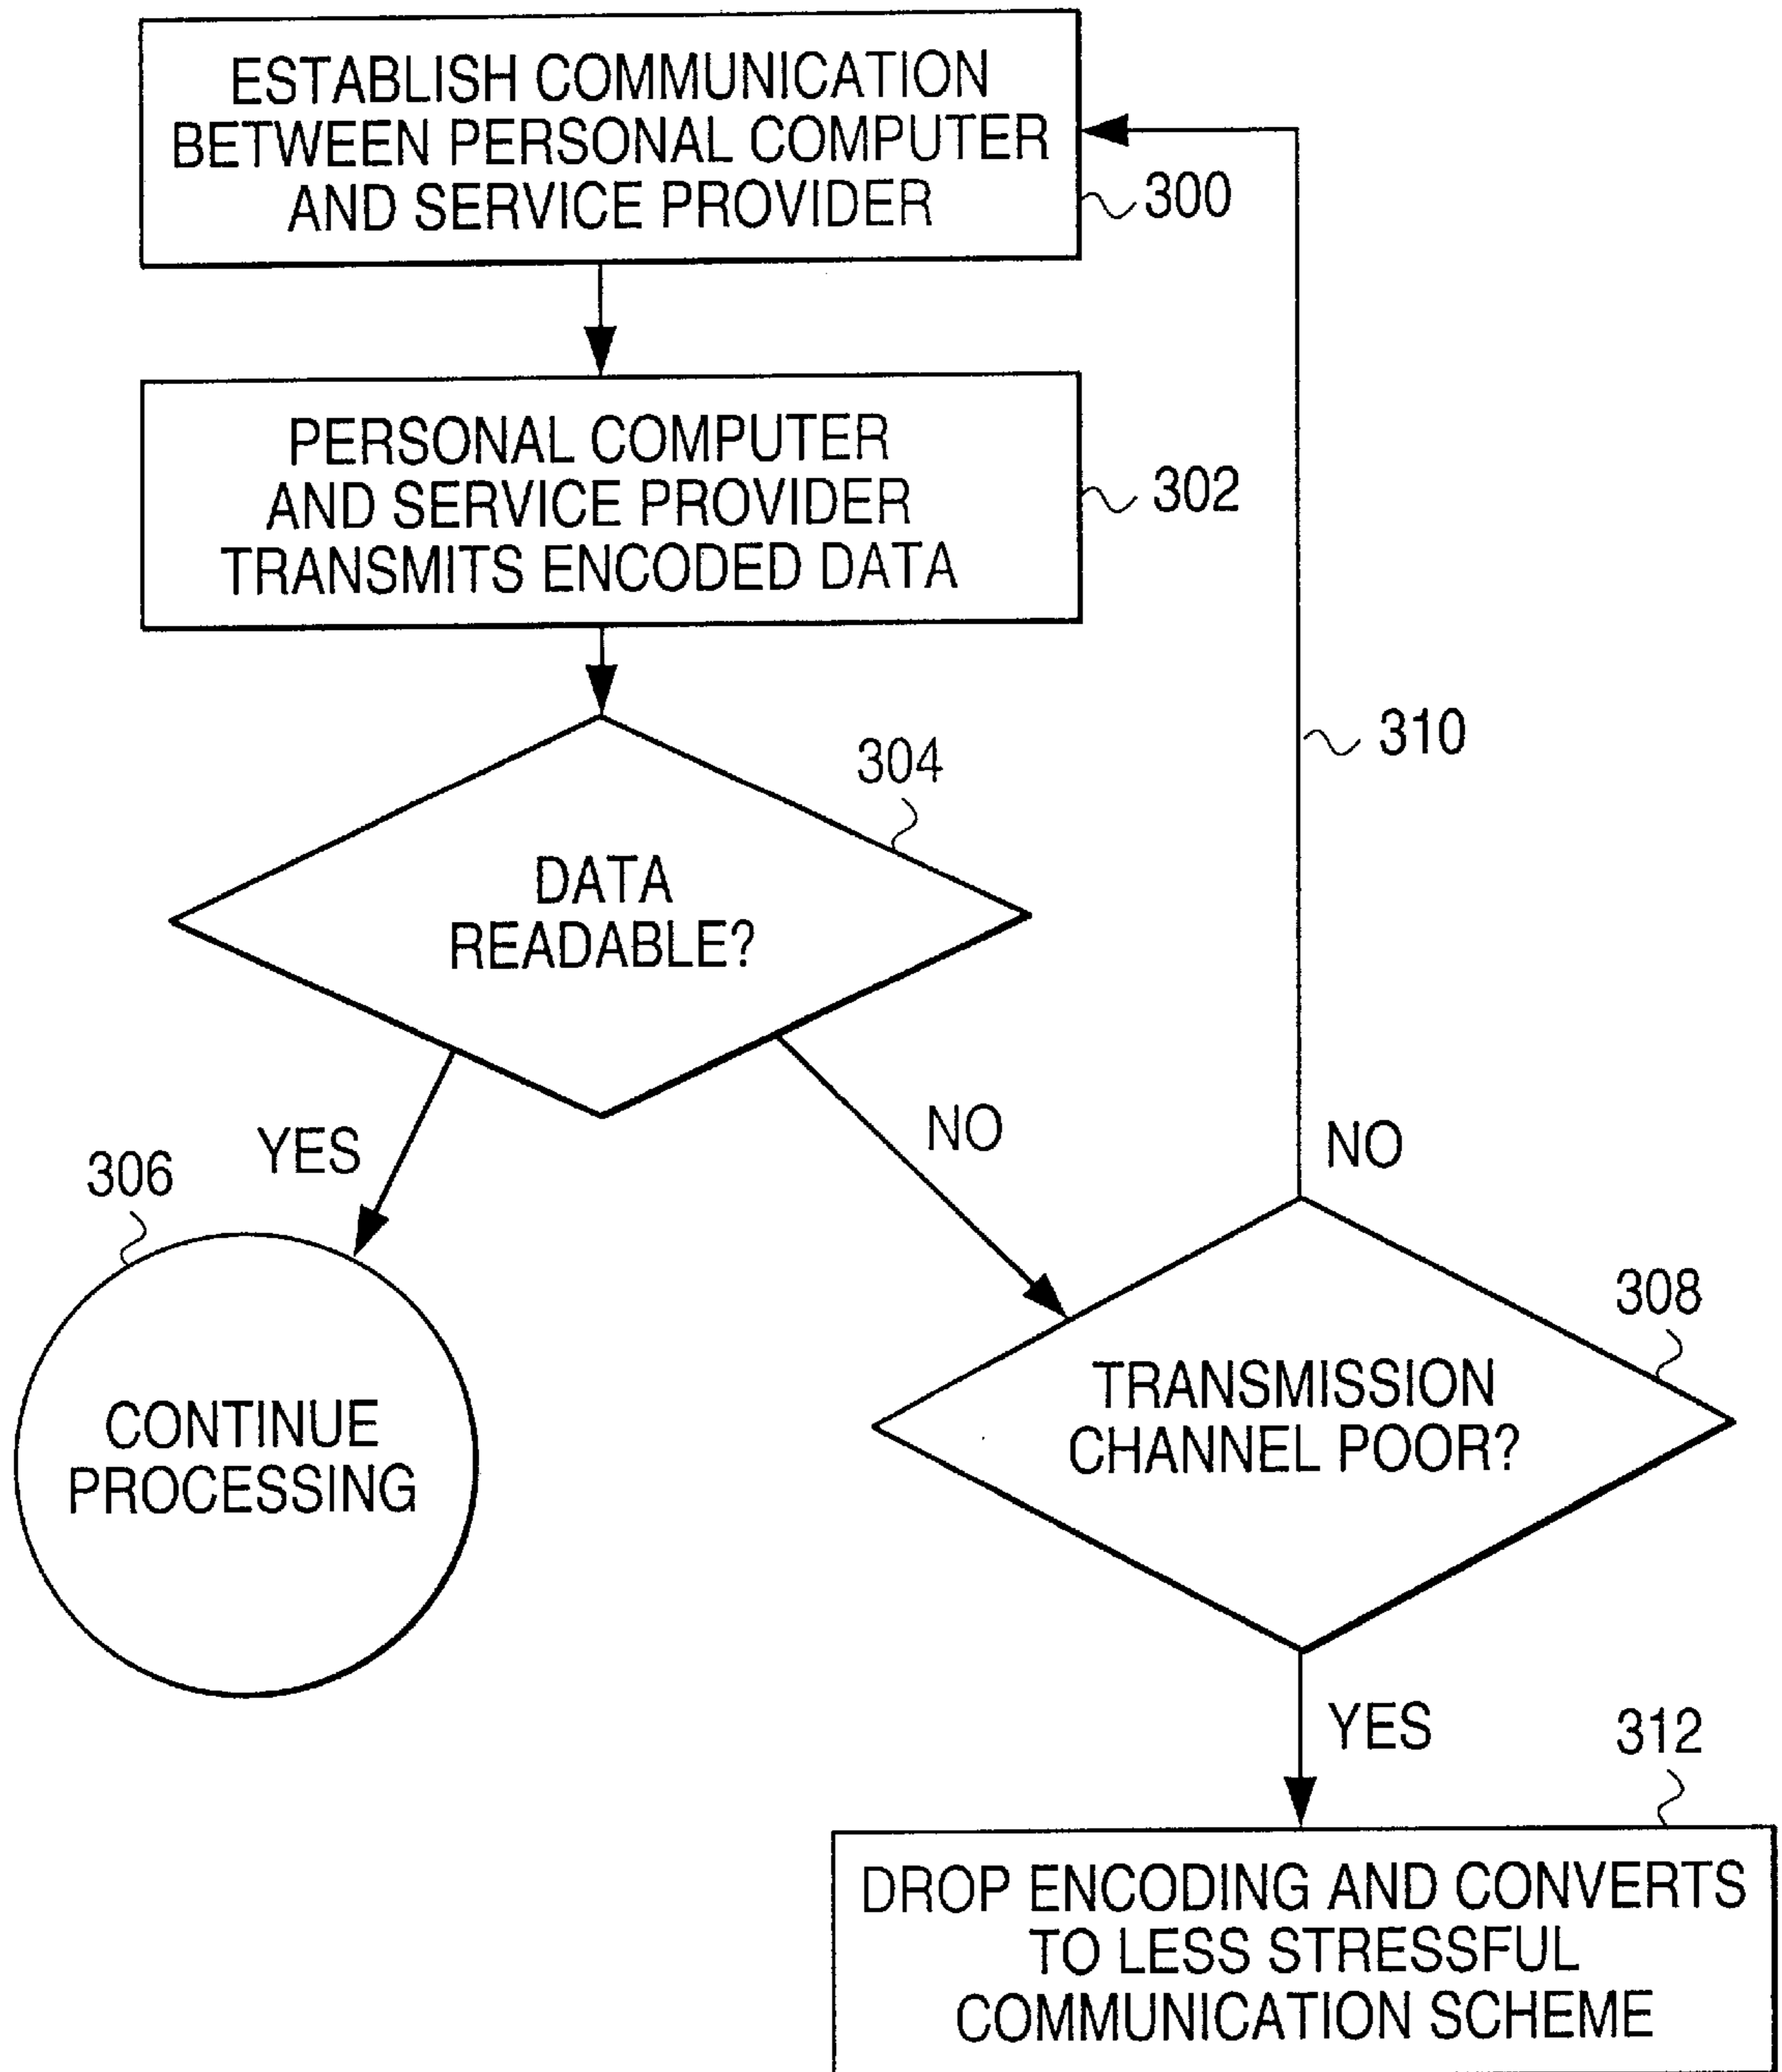 ESTABLISH COMMUNICATION
BETWEEN PERSONAL COMPUTER
AND SERVICE PROVIDER
300
PERSONAL COMPUTER
AND SERVICE PROVIDER
TRANSMITS ENCODED DATA
302
310
304
DATA
READABLE?
YES
NO
NO
306
CONTINUE
PROCESSING
308
TRANSMISSION
CHANNEL POOR?
YES
312
DROP ENCODING AND CONVERTS
TO LESS STRESSFUL
COMMUNICATION SCHEME